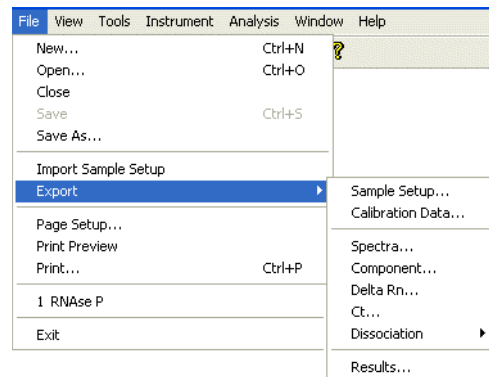 File View Tools Instrument Analysis Window Help
New... Ctrl+N
Open... Ctrl+O
Close
Save Ctrl+S
Save As...
Import Sample Setup
Export
Page Setup...
Print Preview
Print... Ctrl+P
1 RNAse P
Exit
Sample Setup...
Calibration Data...
Spectra...
Component...
Delta Rn...
Ct...
Dissociation
Results...